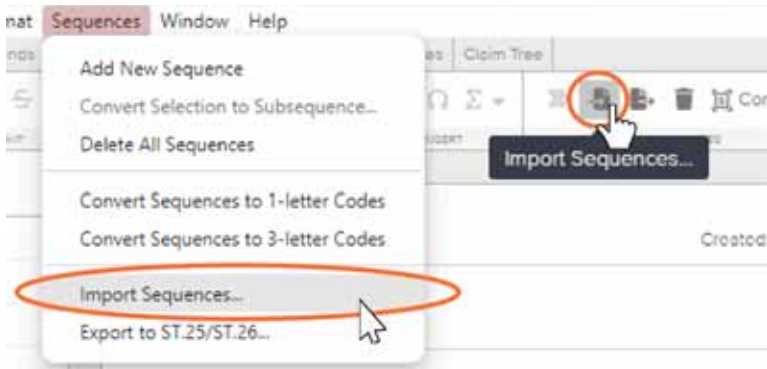 mat Sequences Window Help
Claim Tree
Add New Sequence
Convert Selection to Subsequence...
Delete All Sequences
Import Sequences...
Convert Sequences to 1-letter Codes
Convert Sequences to 3-letter Codes
Created
Import Sequences...
Export to ST.25/ST.26...